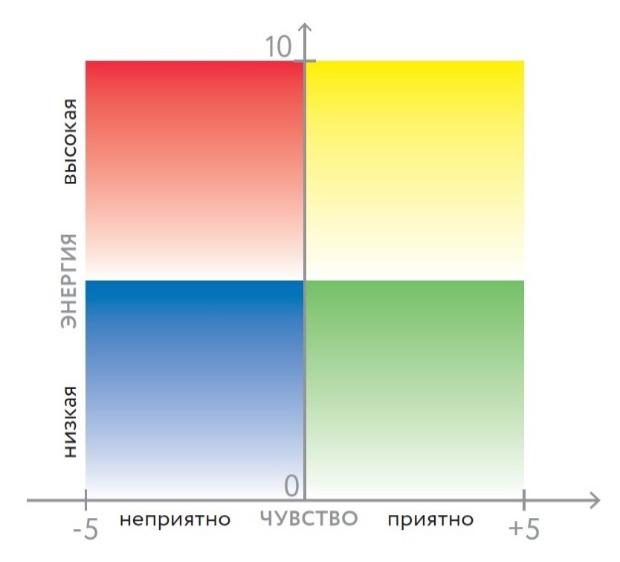 10
высокая
ЭНЕРГИЯ
низкая
0
-5
неприятно
ЧУВСТВО
приятно
+5